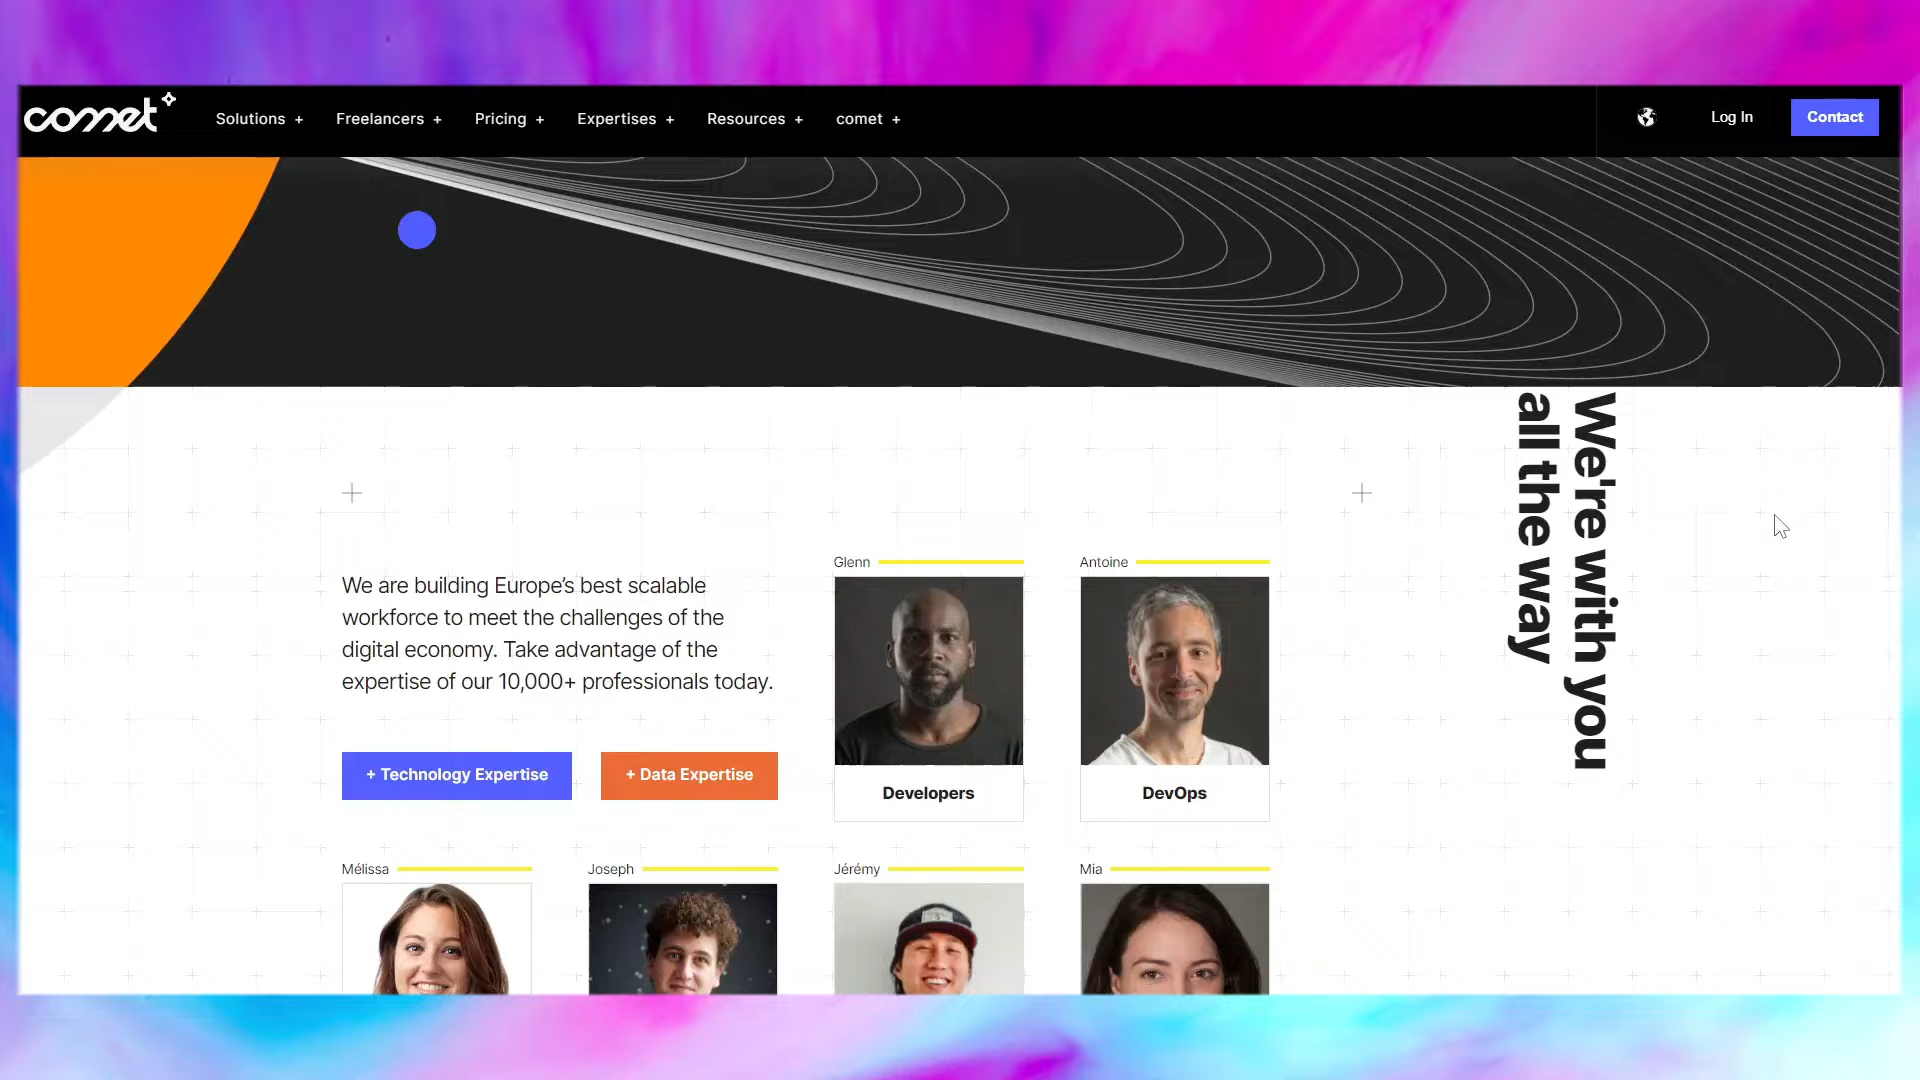 comet
Solutions +
Freelancers +
Pricing +
Expertises +
Resources +
comet +
Log In
Contact
We're with you
all the way
We are building Europe’s best scalable
workforce to meet the challenges of the
digital economy. Take advantage of the
expertise of our 10,000+ professionals today.
+ Technology Expertise
+ Data Expertise
Glenn
Developers
Antoine
DevOps
Mélissa
Joseph
Jérémy
Mia